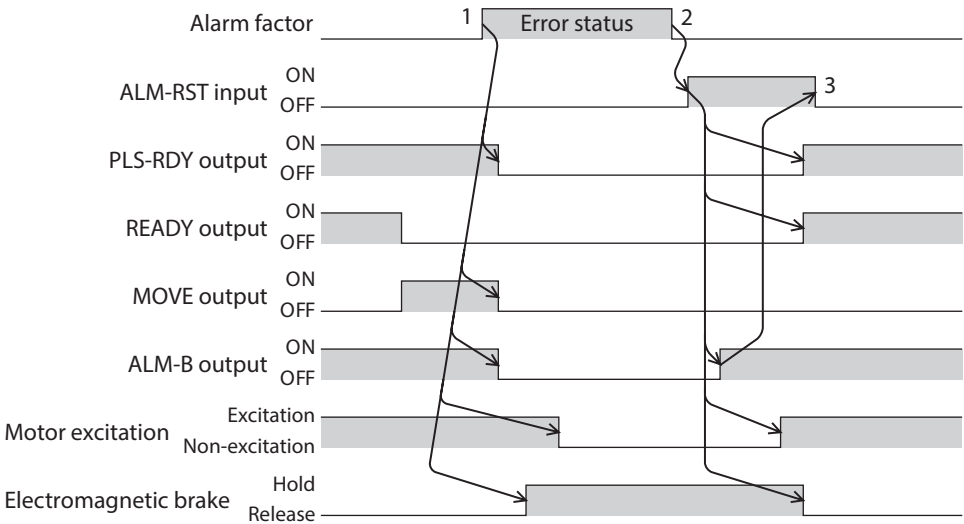 Alarm factor
1
Error status
2
ALM-RST input
ON
OFF
3
PLS-RDY output
ON
OFF
READY output
ON
OFF
MOVE output
ON
OFF
ALM-B output
ON
OFF
Motor excitation
Excitation
Non-excitation
Electromagnetic brake
Hold
Release